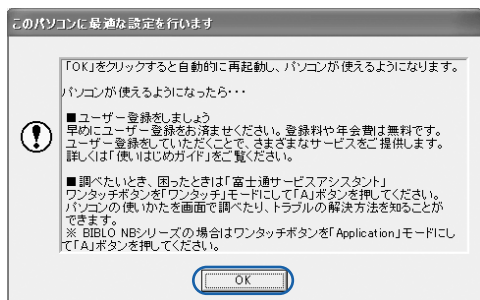 このパソコンに最適な設定を行います
「OK」をクリックすると自動的に再起動し、パソコンが使えるようになります。
パソコンが使えるようになったら・・・
■ユーザー登録をしましょう
早めにユーザー登録をお済ませください。登録料や年会費は無料です。
ユーザー登録をしていただくことで、さまざまなサービスをご提供します。
詳しくは「使いはじめガイド」をご覧ください。
■調べたいとき、困ったときは「富士通サービスアシスタント」
ワンタッチボタンを「ワンタッチ」モードにして「A」ボタンを押してください。
パソコンの使いかたを画面で調べたり、トラブルの解決方法を知ることが
できます。
※ BIBLO NBシリーズの場合はワンタッチボタンを「Application」モードにし
て「A」ボタンを押してください。
OK